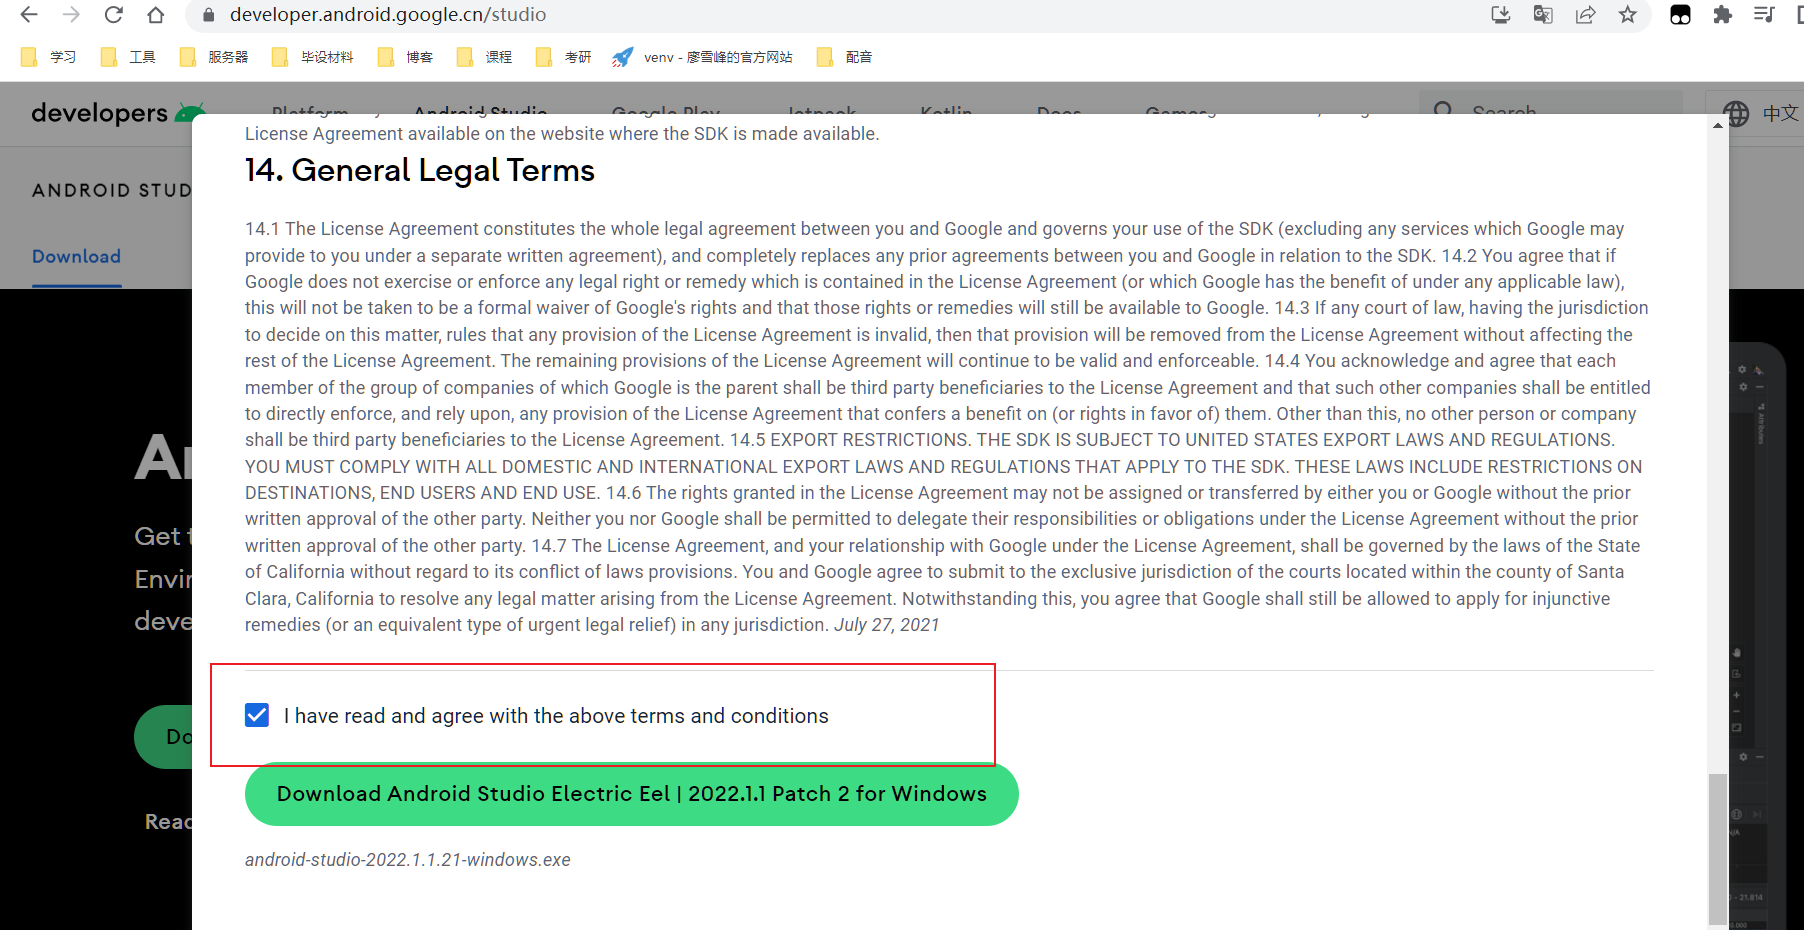 developer.android.google.cn/studio
学习 工具 服务器 毕设材料 博客 课程 考研 venv - 廖雪峰的官方网站 配音
developers Platform Android Studio Google Play Jetpack Kotlin Docs Games Search 中文
License Agreement available on the website where the SDK is made available.
14. General Legal Terms
ANDROID STUD
Download
14.1 The License Agreement constitutes the whole legal agreement between you and Google and governs your use of the SDK (excluding any services which Google may
provide to you under a separate written agreement), and completely replaces any prior agreements between you and Google in relation to the SDK. 14.2 You agree that if
Google does not exercise or enforce any legal right or remedy which is contained in the License Agreement (or which Google has the benefit of under any applicable law),
this will not be taken to be a formal waiver of Google's rights and that those rights or remedies will still be available to Google. 14.3 If any court of law, having the jurisdiction
to decide on this matter, rules that any provision of the License Agreement is invalid, then that provision will be removed from the License Agreement without affecting the
rest of the License Agreement. The remaining provisions of the License Agreement will continue to be valid and enforceable. 14.4 You acknowledge and agree that each
member of the group of companies of which Google is the parent shall be third party beneficiaries to the License Agreement and that such other companies shall be entitled
to directly enforce, and rely upon, any provision of the License Agreement that confers a benefit on (or rights in favor of) them. Other than this, no other person or company
shall be third party beneficiaries to the License Agreement. 14.5 EXPORT RESTRICTIONS. THE SDK IS SUBJECT TO UNITED STATES EXPORT LAWS AND REGULATIONS.
YOU MUST COMPLY WITH ALL DOMESTIC AND INTERNATIONAL EXPORT LAWS AND REGULATIONS THAT APPLY TO THE SDK. THESE LAWS INCLUDE RESTRICTIONS ON
DESTINATIONS, END USERS AND END USE. 14.6 The rights granted in the License Agreement may not be assigned or transferred by either you or Google without the prior
written approval of the other party. Neither you nor Google shall be permitted to delegate their responsibilities or obligations under the License Agreement without the prior
written approval of the other party. 14.7 The License Agreement, and your relationship with Google under the License Agreement, shall be governed by the laws of the State
of California without regard to its conflict of laws provisions. You and Google agree to submit to the exclusive jurisdiction of the courts located within the county of Santa
Clara, California to resolve any legal matter arising from the License Agreement. Notwithstanding this, you agree that Google shall still be allowed to apply for injunctive
remedies (or an equivalent type of urgent legal relief) in any jurisdiction. July 27, 2021
Get
Envir
deve
I have read and agree with the above terms and conditions
Do
Download Android Studio Electric Eel | 2022.1.1 Patch 2 for Windows
Read
android-studio-2022.1.1.21-windows.exe